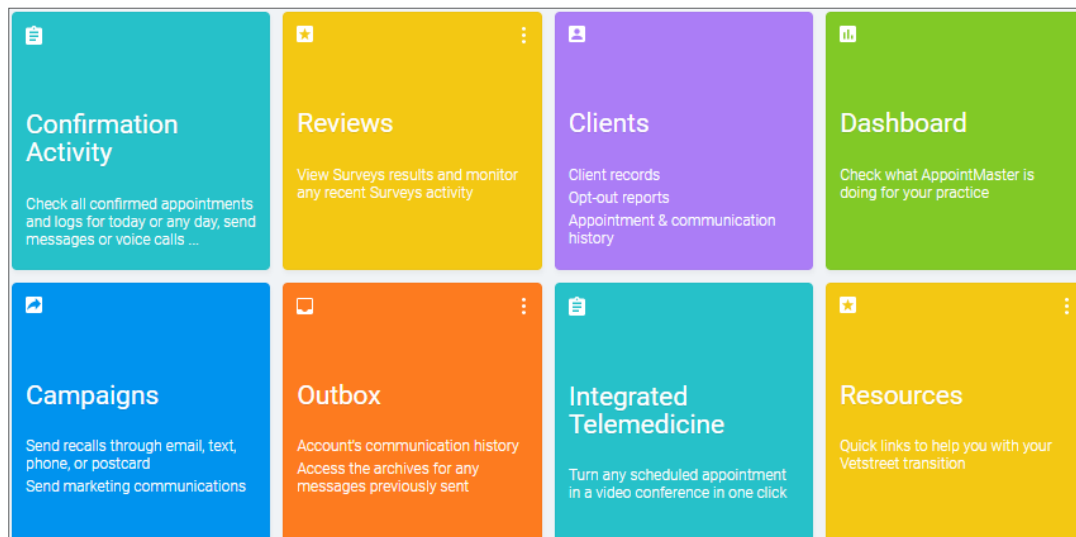 Confirmation
Activity
Check all confirmed appointments
and logs for today or any day, send
messages or voice calls ...
Reviews
View Surveys results and monitor
any recent Surveys activity
Clients
Client records
Opt-out reports
Appointment & communication
history
Dashboard
Check what AppointMaster is
doing for your practice
Campaigns
Send recalls through email, text,
phone, or postcard
Send marketing communications
Outbox
Account's communication history
Access the archives for any
messages previously sent
Integrated
Telemedicine
Turn any scheduled appointment
in a video conference in one click
Resources
Quick links to help you with your
Vetstreet transition